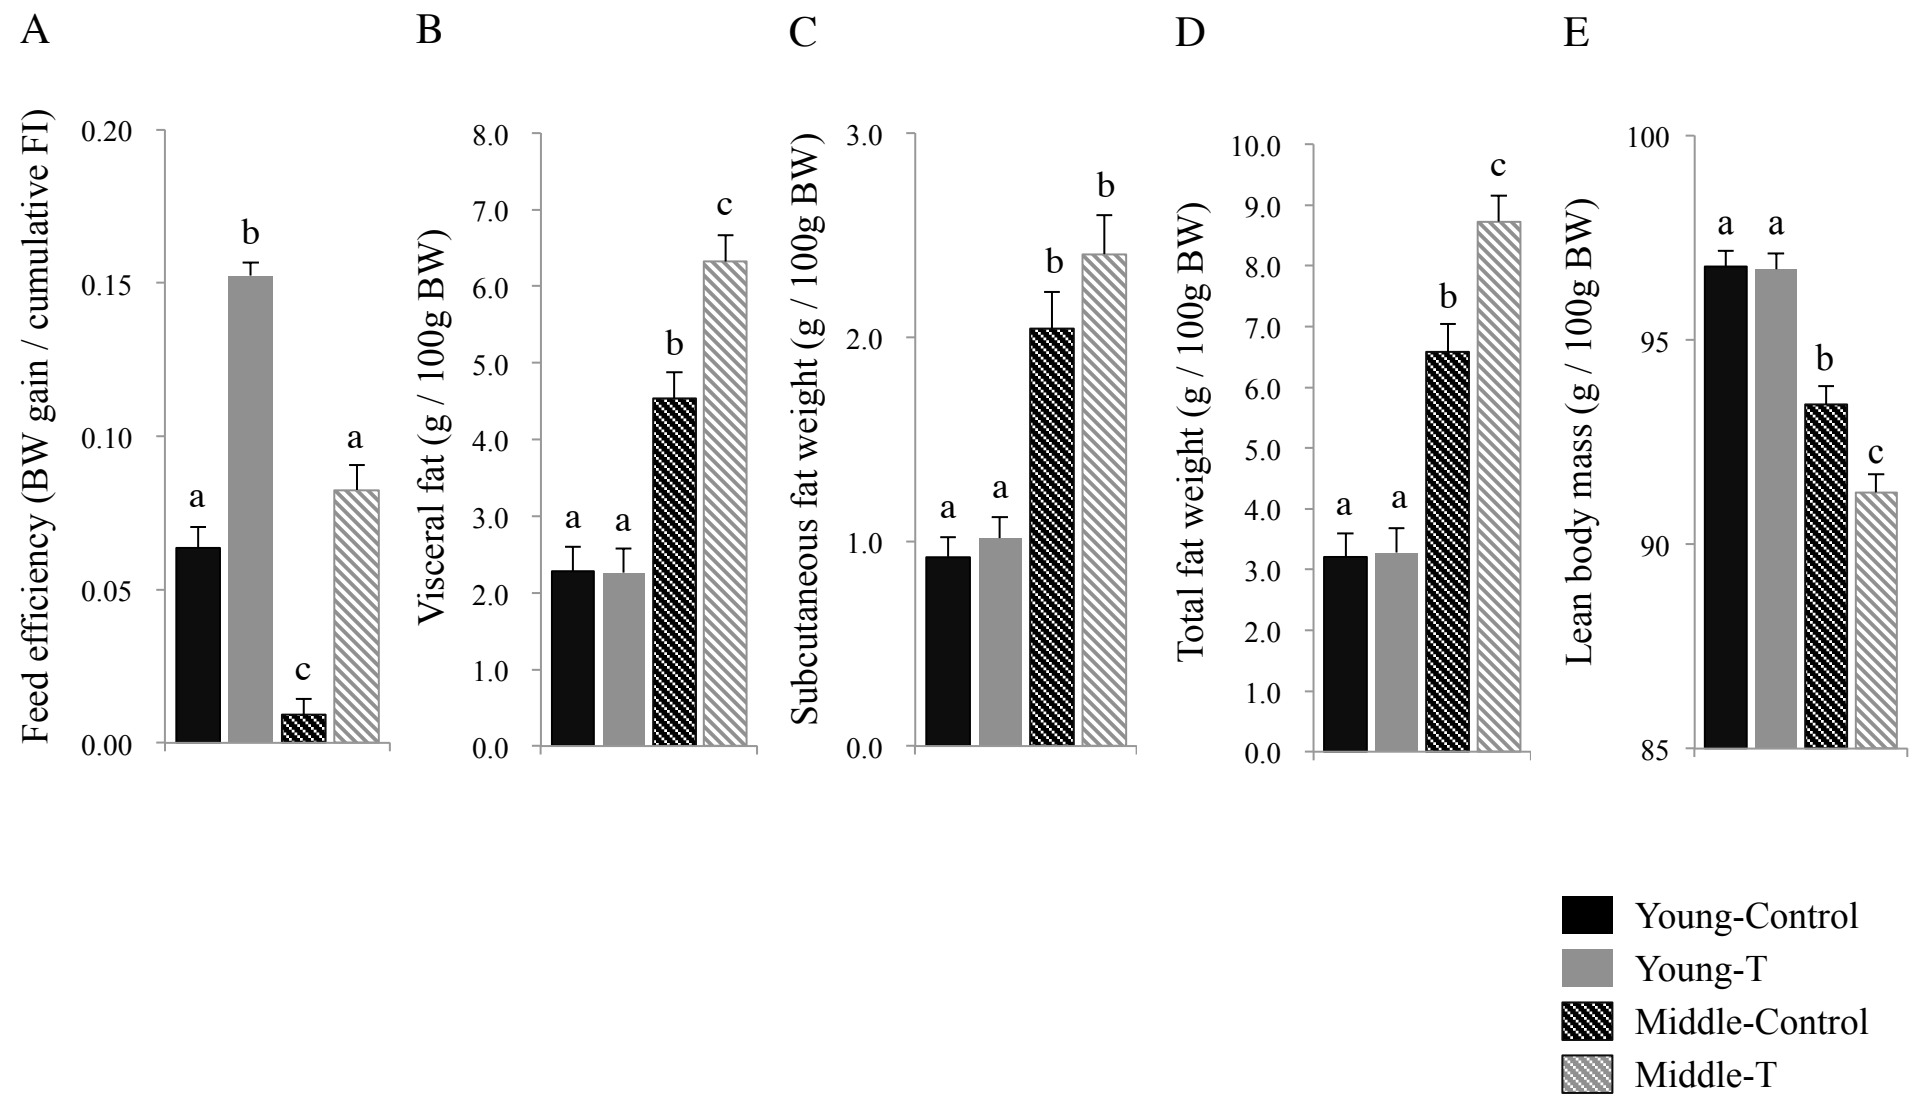 A
B
C
D
E
Feed efficiency (BW gain / cumulative FI)
0.20
0.15
0.10
0.05
0.00
a
b
c
a
Visceral fat (g / 100g BW)
8.0
7.0
6.0
5.0
4.0
3.0
2.0
1.0
0.0
a
a
b
c
Subcutaneous fat weight (g / 100g BW)
3.0
2.0
1.0
0.0
a
a
b
b
Total fat weight (g / 100g BW)
10.0
9.0
8.0
7.0
6.0
5.0
4.0
3.0
2.0
1.0
0.0
a
a
b
c
Lean body mass (g / 100g BW)
100
95
90
85
a
a
b
c
Young-Control
Young-T
Middle-Control
Middle-T